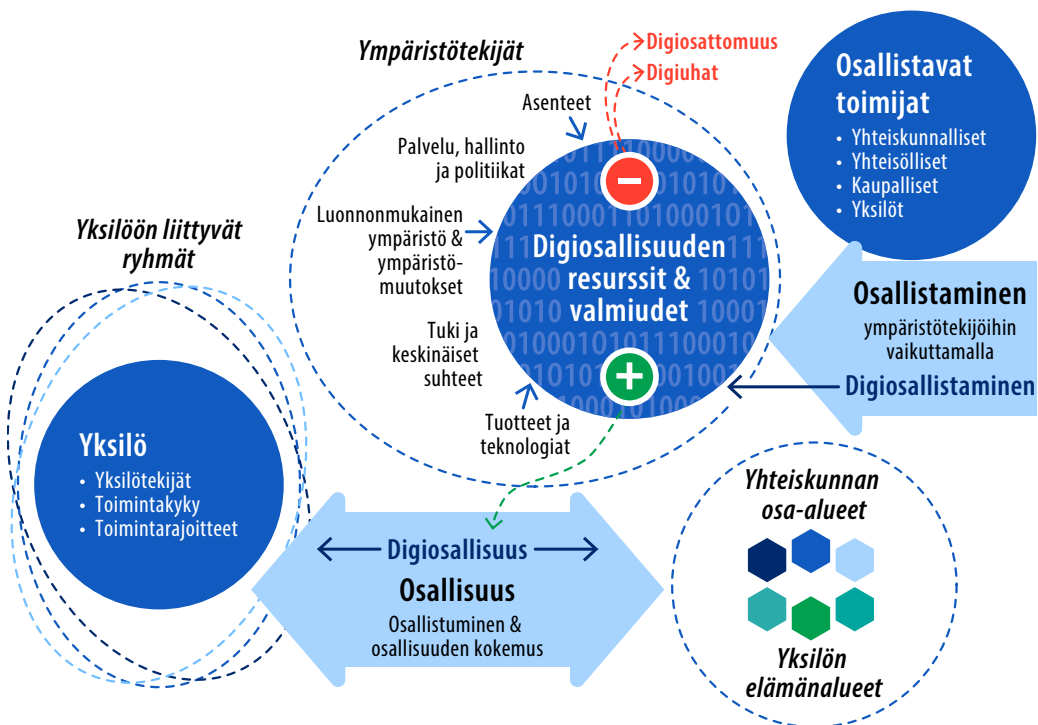 Ympäristötekijät
Digiosattomuus
Digiuhat
Asenteet
Palvelu, hallinto
ja politiikat
Luonnonmukainen
ympäristö &
ympäristö-
muutokset
Tuki ja
keskinäiset
suhteet
Tuotteet ja
teknologiat
Digiosallisuuden
resurssit &
valmiudet
Osallistavat
toimijat
• Yhteiskunnalliset
• Yhteisölliset
• Kaupalliset
• Yksilöt
Osallistaminen
ympäristötekijöihin
vaikuttamalla
Digiosallistaminen
Yksilöön liittyvät
ryhmät
Yksilö
• Yksilötekijät
• Toimintakyky
• Toimintarajoitteet
Digiosallisuus
Osallisuus
Osallistuminen &
osallisuuden kokemus
Yhteiskunnan
osa-alueet
Yksilön
elämänalueet